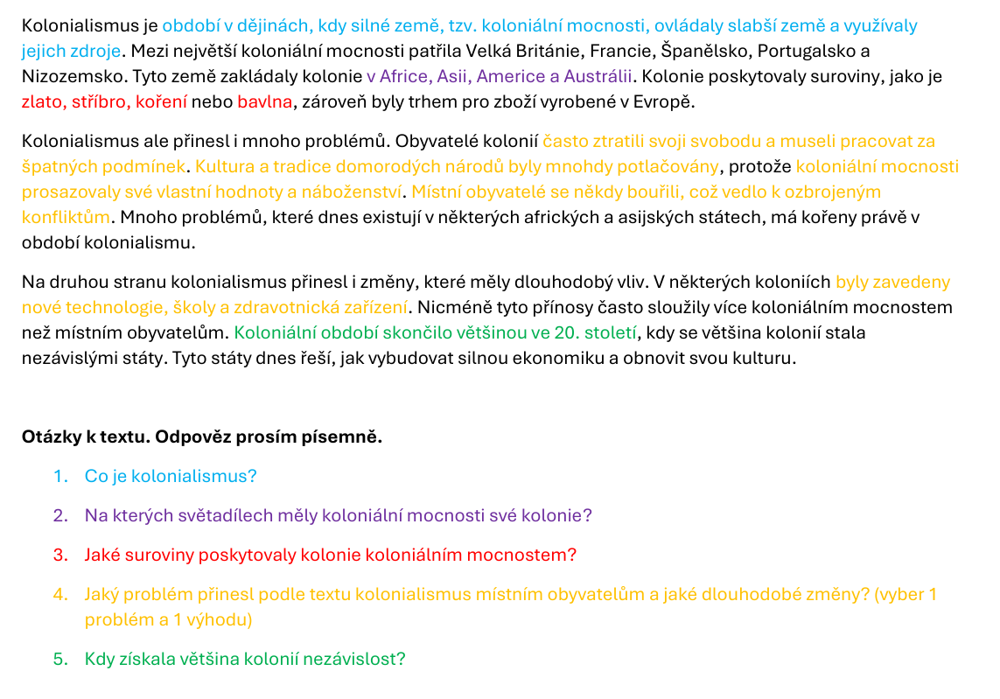 Kolonialismus je období v dějinách, kdy silné země, tzv. koloniální mocnosti, ovládaly slabší země a využívaly
jejich zdroje. Mezi největší koloniální mocnosti patřila Velká Británie, Francie, Španělsko, Portugalsko a
Nizozemsko. Tyto země zakládaly kolonie v Africe, Asii, Americe a Austrálii. Kolonie poskytovaly suroviny, jako je
zlato, stříbro, koření nebo bavlna, zároveň byly trhem pro zboží vyrobené v Evropě.
Kolonialismus ale přinesl i mnoho problémů. Obyvatelé kolonií často ztratili svoji svobodu a museli pracovat za
špatných podmínek. Kultura a tradice domorodých národů byly mnohdy potlačovány, protože koloniální mocnosti
prosazovaly své vlastní hodnoty a náboženství. Místní obyvatelé se někdy bouřili, což vedlo k ozbrojeným
konfliktům. Mnoho problémů, které dnes existují v některých afrických a asijských státech, má kořeny právě v
období kolonialismu.
Na druhou stranu kolonialismus přinesl i změny, které měly dlouhodobý vliv. V některých koloniích byly zavedeny
nové technologie, školy a zdravotnická zařízení. Nicméně tyto přínosy často sloužily více koloniálním mocnostem
než místním obyvatelům. Koloniální období skončilo většinou ve 20. století, kdy se většina kolonií stala
nezávislými státy. Tyto státy dnes řeší, jak vybudovat silnou ekonomiku a obnovit svou kulturu.
Otázky k textu. Odpověz prosím písemně.
1. Co je kolonialismus?
2. Na kterých světadílech měly koloniální mocnosti své kolonie?
3. Jaké suroviny poskytovaly kolonie koloniálním mocnostem?
4. Jaký problém přinesl podle textu kolonialismus místním obyvatelům a jaké dlouhodobé změny? (vyber 1
problém a 1 výhodu)
5. Kdy získala většina kolonií nezávislost?